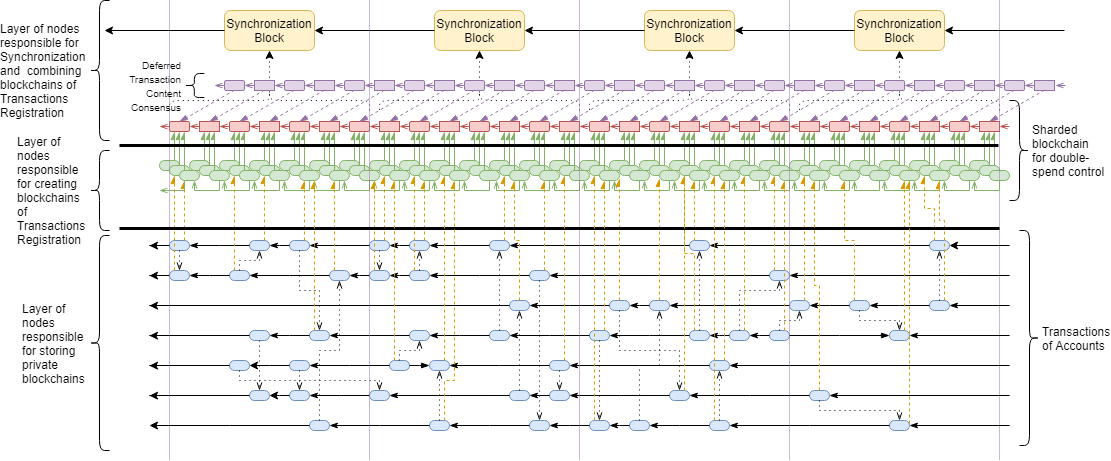 Layer of nodes
responsible for
Synchronization
and combining
blockchains of
Transactions
Registration
Synchronization
Block
Synchronization
Block
Synchronization
Block
Synchronization
Block
Deferred
Transaction
Content
Consensus
Layer of
nodes
responsible
for creating
blockchains
of
Transactions
Registration
Sharded
blockchain
for double-
spend control
Layer of
nodes
responsible
for storing
private
blockchains
Transactions
of Accounts